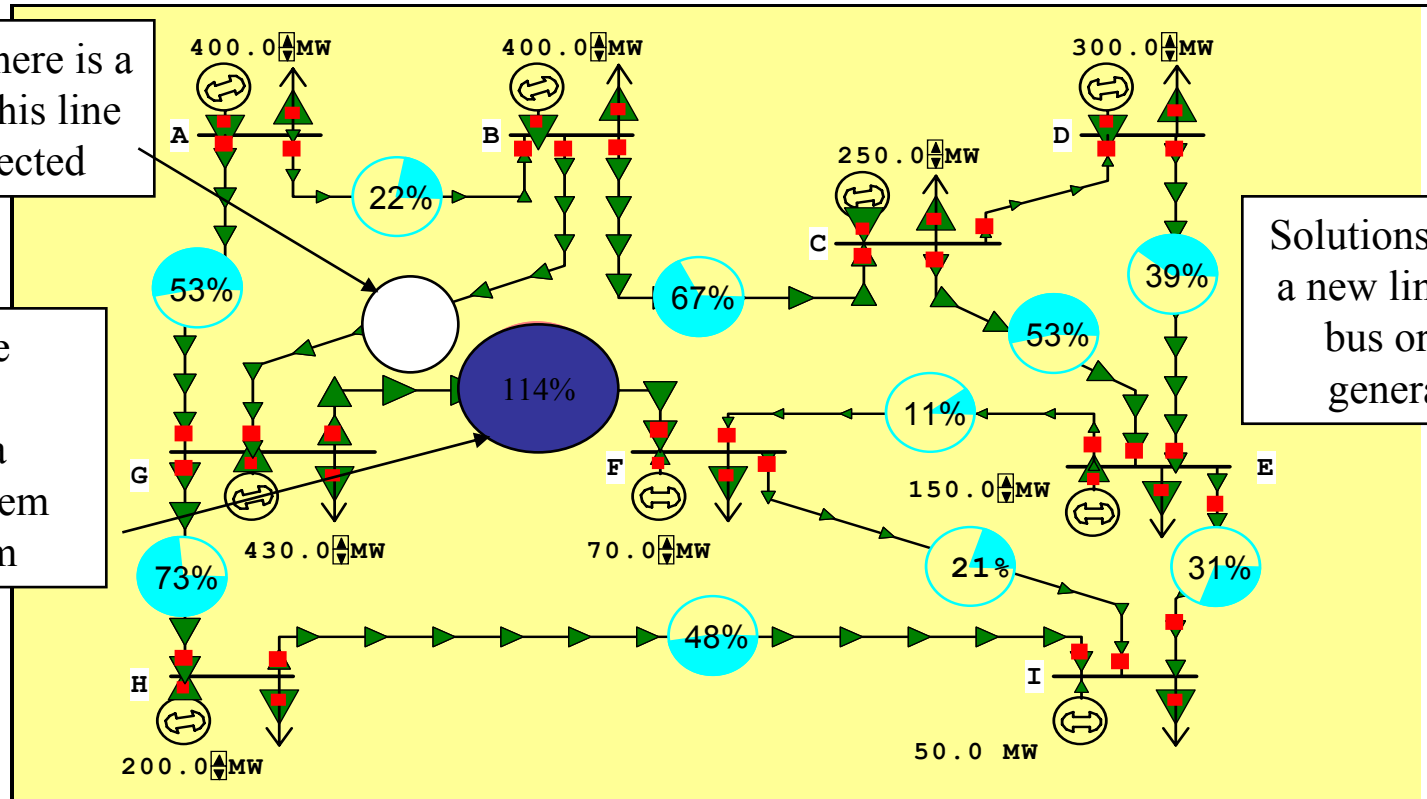 here is a
his line
ected
400.0 MW
400.0 MW
300.0 MW
250.0 MW
A
B
C
D
22%
53%
67%
39%
53%
Solutions
a new lin
bus or
genera
e
a
em
m
114%
11%
G
F
E
150.0 MW
430.0 MW
70.0 MW
73%
21%
31%
48%
H
I
200.0 MW
50.0 MW